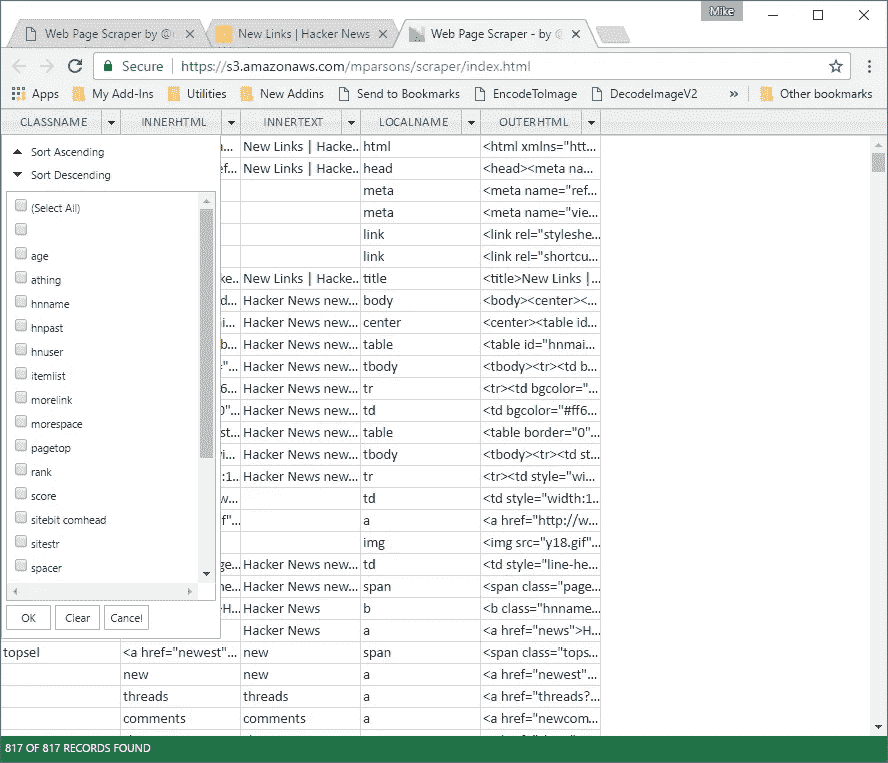 Mike
Web Page Scraper by @
New Links | Hacker News
Web Page Scraper - by @
Secure
https://s3.amazonaws.com/mparsons/scraper/index.html
Apps
My Add-Ins
Utilities
New Addins
Send to Bookmarks
EncodeToImage
DecodeImageV2
»
Other bookmarks
CLASSNAME INNERHTML INNERTEXT LOCALNAME OUTERHTML
Sort Ascending
Sort Descending
(Select All)
age
athing
hnname
hnpast
hnuser
itemlist
morelink
morespace
pagetop
rank
score
sitebit comhead
sitestr
spacer
OK Clear Cancel
New Links | Hacke... html <html xmlns="htt...
New Links | Hacke... head <head><meta na...
meta <meta name="ref...
meta <meta name="vie...
link <link rel="styleshe...
link <link rel="shortcu...
New Links | Hacke... title <title>New Links |...
Hacker News new... body <body><center><...
Hacker News new... center <center><table id...
Hacker News new... table <table id="hnmai...
Hacker News new... tbody <tbody><tr><td b...
Hacker News new... tr <tr><td bgcolor="...
Hacker News new... td <td bgcolor="#ff6...
Hacker News new... table <table border="0"...
Hacker News new... tbody <tbody><tr><td st...
Hacker News new... tr <tr><td style="wi...
td <td style="width:1...
a <a href="http://w...
img <img src="y18.gif"...
Hacker News new... td <td style="line-he...
Hacker News new... span <span class="page...
Hacker News b <b class="hnname...
Hacker News a <a href="news">H...
topsel <a href="newest"... new span <span class="tops...
new new a <a href="newest"...
threads threads a <a href="threads?...
comments comments a <a href="newcom...
817 OF 817 RECORDS FOUND